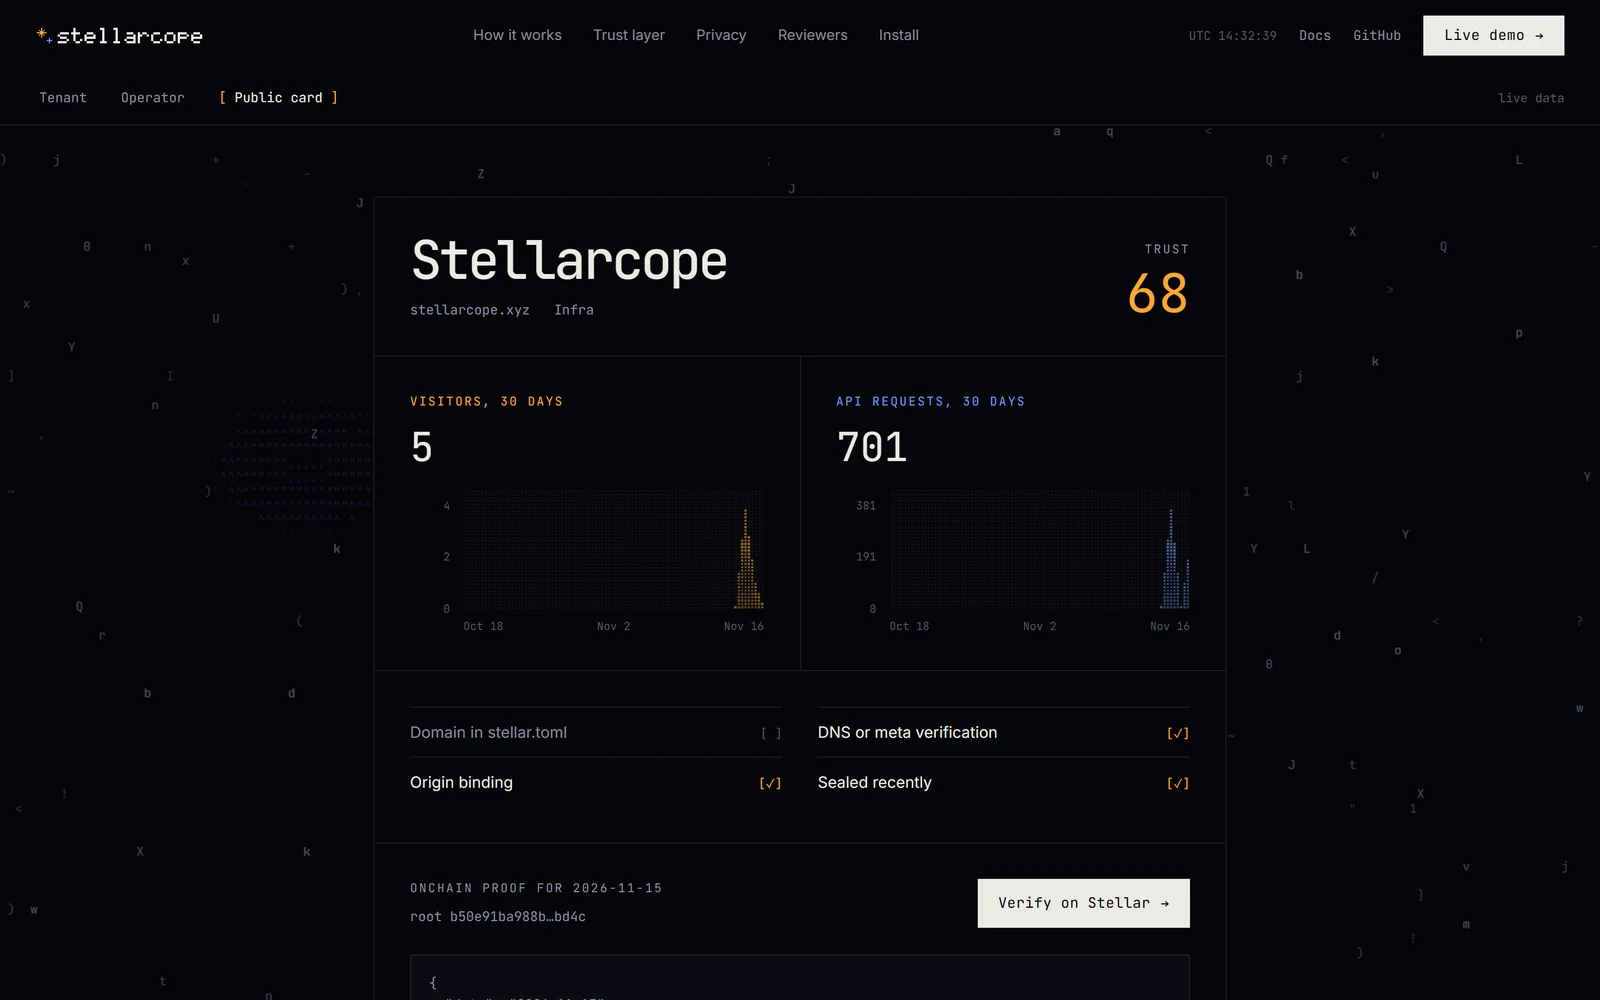 stellarcope
How it works Trust layer Privacy Reviewers Install
UTC 14:32:39 Docs GitHub Live demo →
Tenant Operator [ Public card ] live data
Stellarcope
stellarcope.xyz Infra
TRUST
68
VISITORS, 30 DAYS
5
4
2
0
Oct 18 Nov 2 Nov 16
API REQUESTS, 30 DAYS
701
381
191
0
Oct 18 Nov 2 Nov 16
Domain in stellar.toml [ ]
DNS or meta verification [✓]
Origin binding [✓]
Sealed recently [✓]
ONCHAIN PROOF FOR 2026-11-15
root b50e91ba988b…bd4c
Verify on Stellar →
{